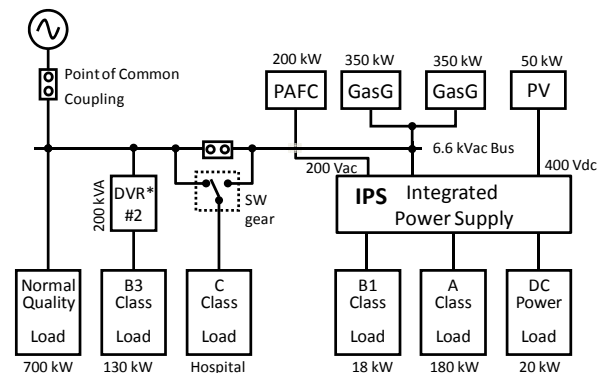 200 kW
350 kW
350 kW
50 kW
Point of Common
Coupling
PAFC
GasG
GasG
PV
6.6 kVac Bus
200 Vac
400 Vdc
200 kVA
DVR*
#2
SW
gear
IPS Integrated
Power Supply
Normal
Quality
Load
B3
Class
Load
C
Class
Load
B1
Class
Load
A
Class
Load
DC
Power
Load
700 kW
130 kW
Hospital
18 kW
180 kW
20 kW